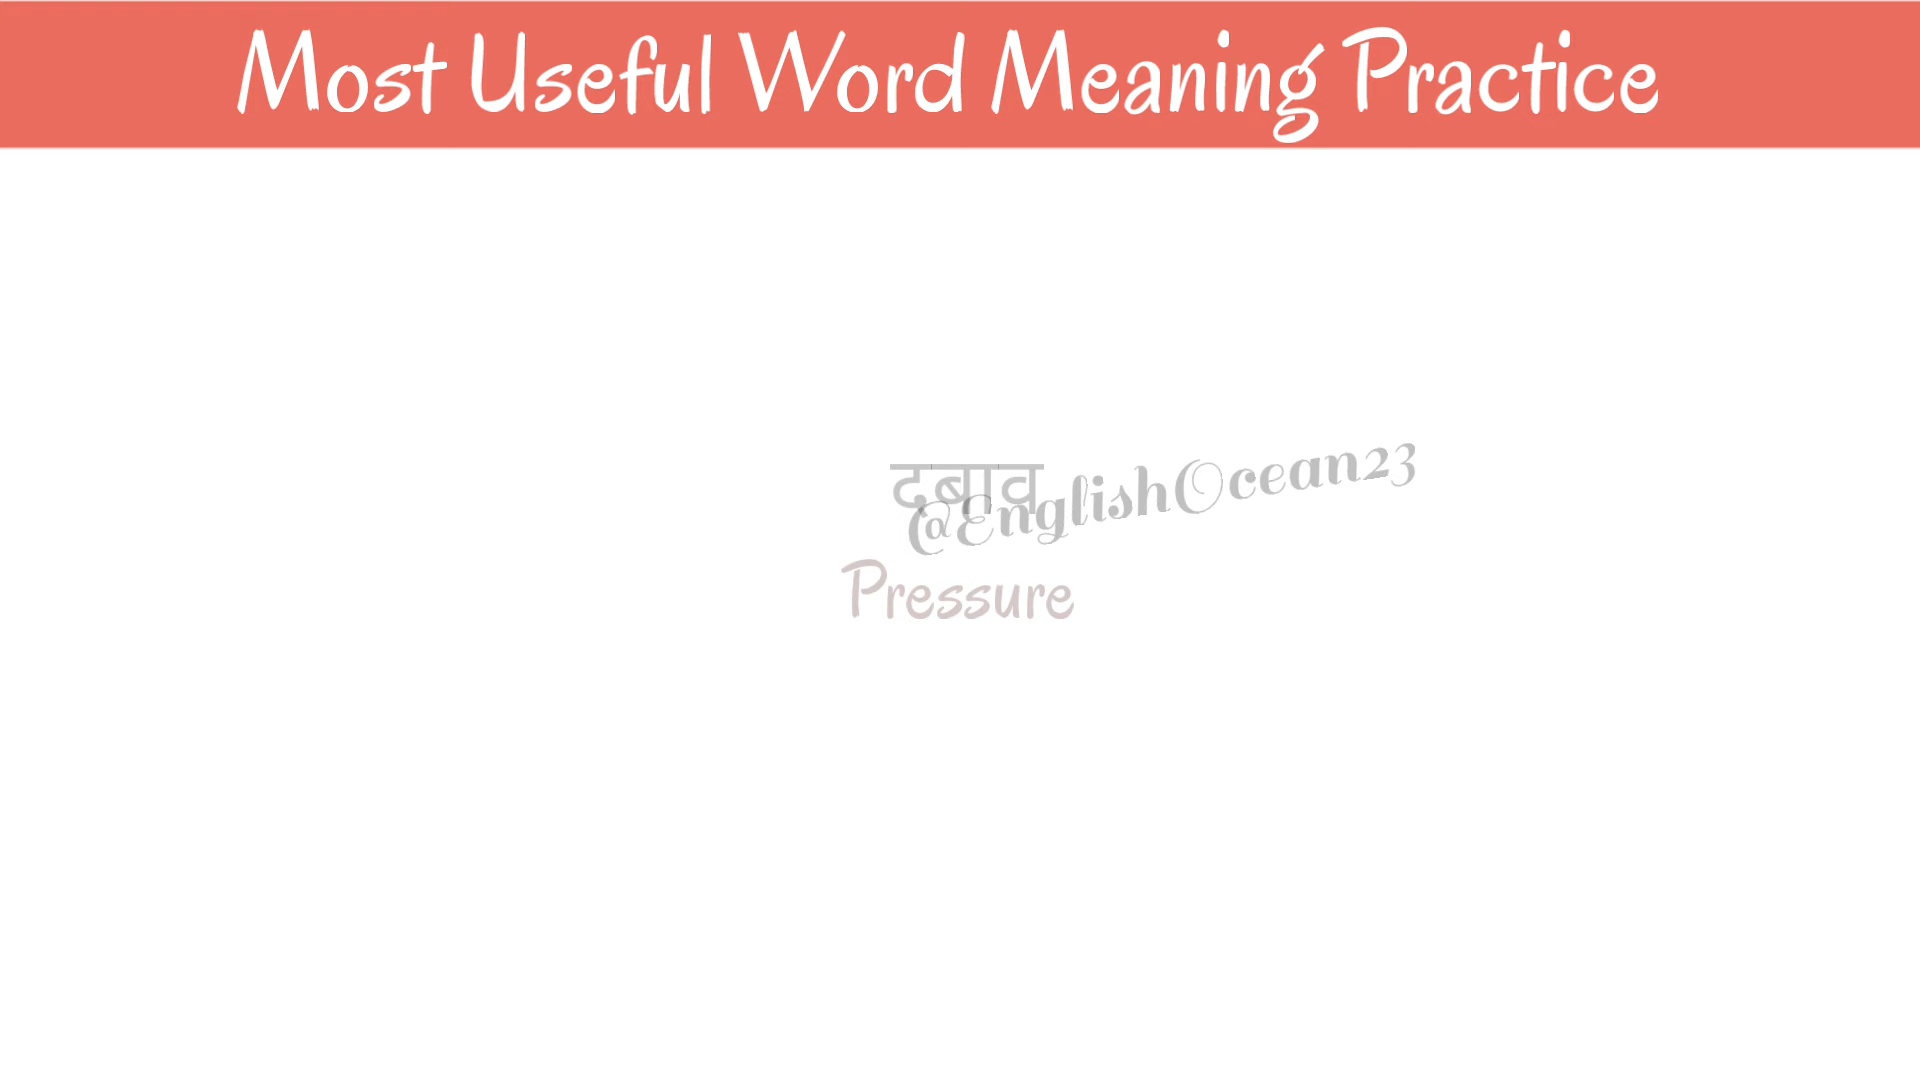 Most Useful Word Meaning Practice
दबाव
@EnglishOcean23
Pressure